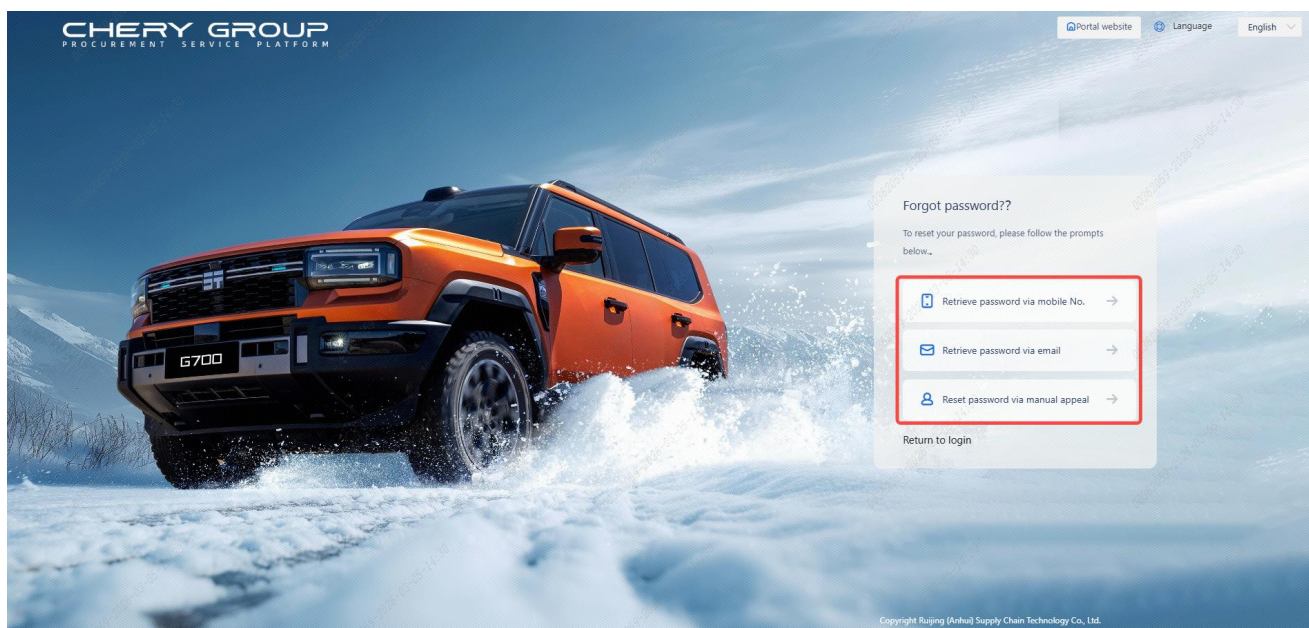 CHERY GROUP
PROCUREMENT SERVICE PLATFORM
Portal website
Language
English
Forgot password??
To reset your password, please follow the prompts
below.。
Retrieve password via mobile No.
Retrieve password via email
Reset password via manual appeal
Return to login
G700
Copyright Ruijing (Anhui) Supply Chain Technology Co., Ltd.